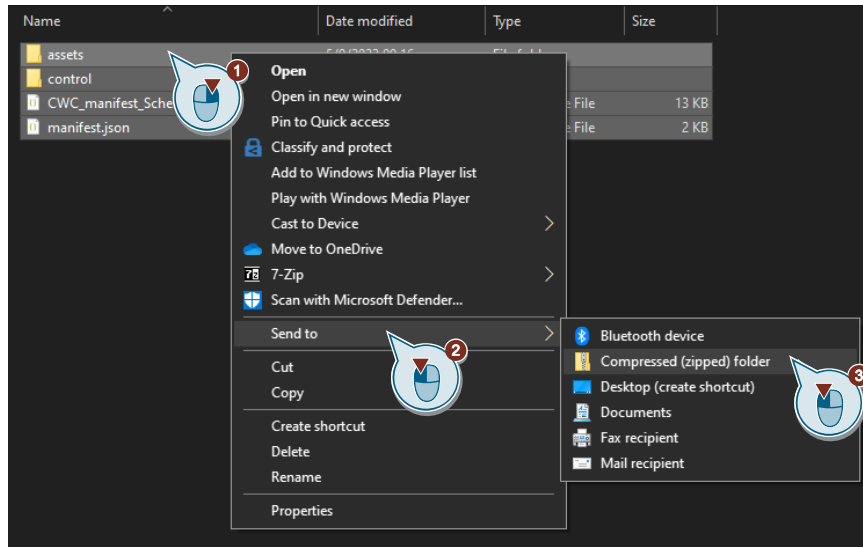 Name Date modified Type Size
assets
control
CWC_manifest_Sche File 13 KB
manifest.json File 2 KB
1
Open
Open in new window
Pin to Quick access
Classify and protect
Add to Windows Media Player list
Play with Windows Media Player
Cast to Device
Move to OneDrive
7-Zip
Scan with Microsoft Defender...
Send to
2
Cut
Copy
Create shortcut
Delete
Rename
Properties
Bluetooth device
Compressed (zipped) folder
3
Desktop (create shortcut)
Documents
Fax recipient
Mail recipient